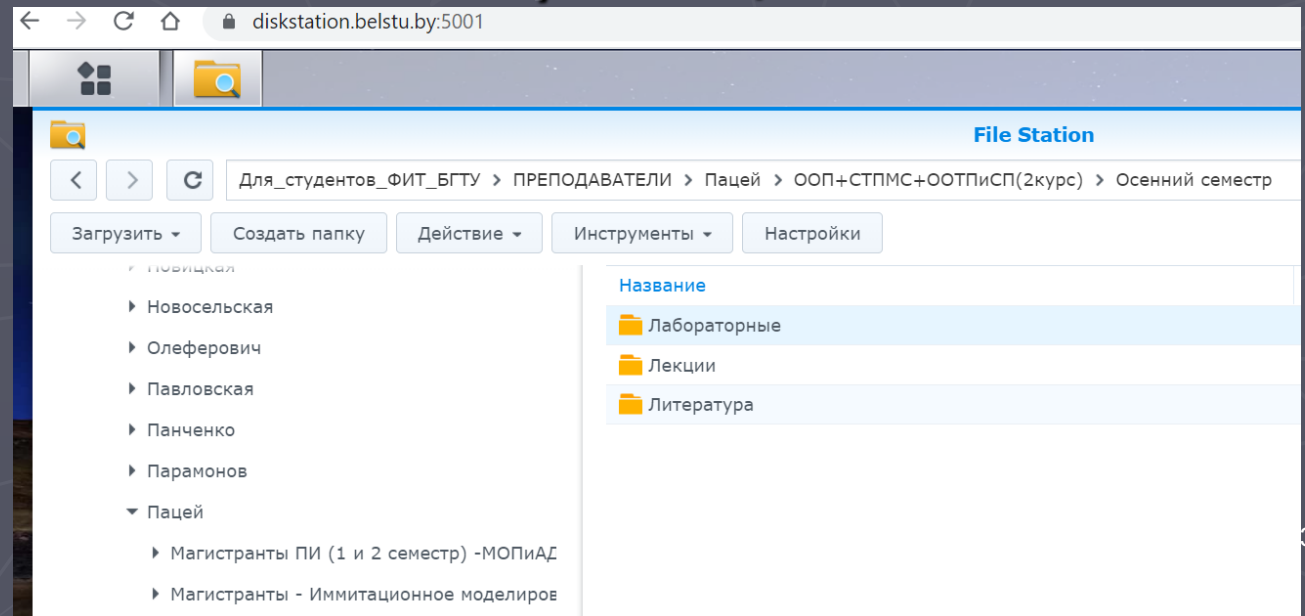 diskstation.belstu.by:5001
File Station
Для_студентов_ФИТ_БГТУ > ПРЕПОДАВАТЕЛИ > Пацей > ООП+СТПМС+ООТПиСП(2курс) > Осенний семестр
Загрузить Создать папку Действие Инструменты Настройки
Новицкая
Новосельская
Олеферович
Павловская
Панченко
Парамонов
Пацей
Магистранты ПИ (1 и 2 семестр) -МОПиАД
Магистранты - Иммитационное моделиров
Название
Лабораторные
Лекции
Литература